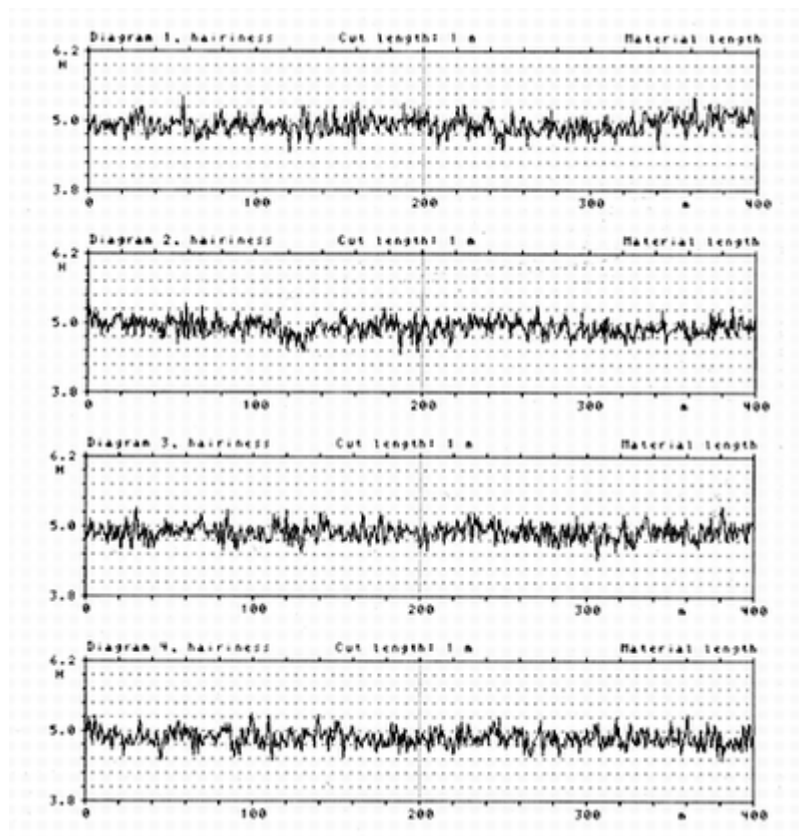 Diagram 1, hairiness Cut length: 1 m Material length
6.2
H
5.0
3.8
0 100 200 300 m 400
Diagram 2, hairiness Cut length: 1 m Material length
6.2
H
5.0
3.8
0 100 200 300 m 400
Diagram 3, hairiness Cut length: 1 m Material length
6.2
H
5.0
3.8
0 100 200 300 m 400
Diagram 4, hairiness Cut length: 1 m Material length
6.2
H
5.0
3.8
0 100 200 300 m 400